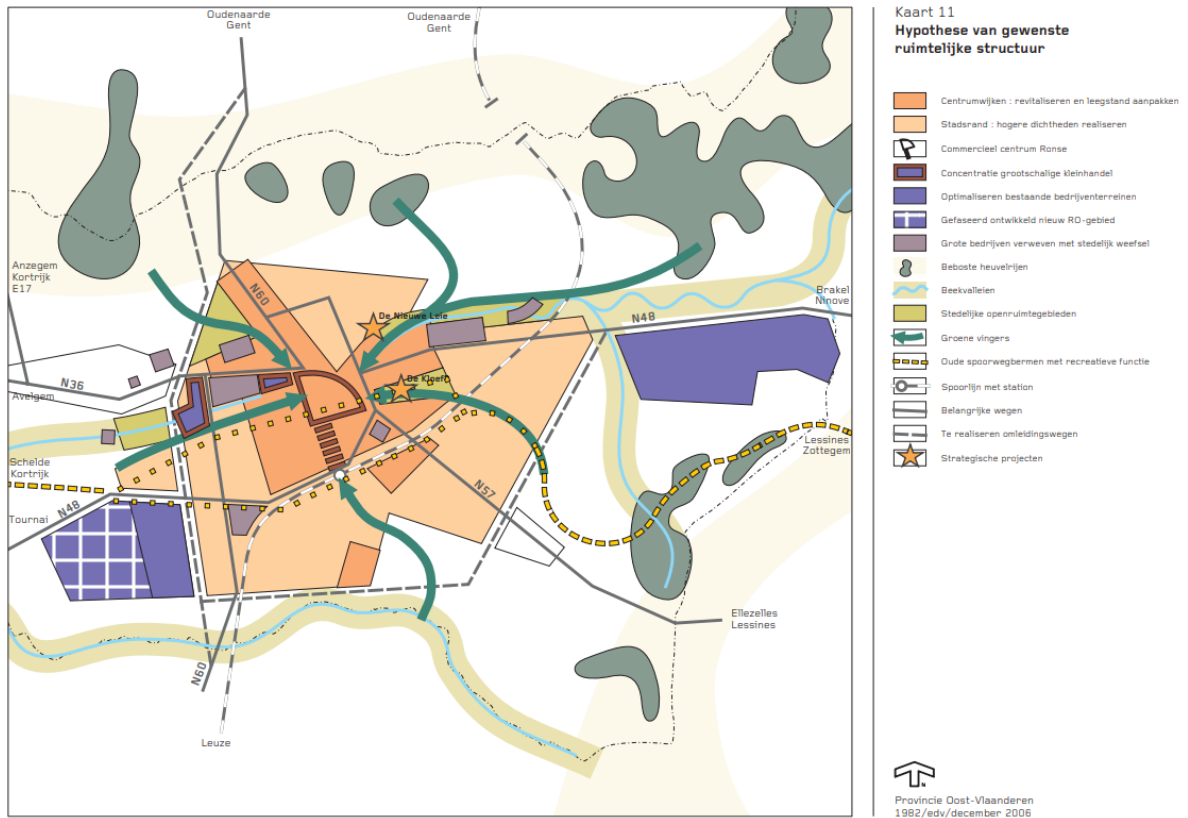 Oudenaarde
Gent
Oudenaarde
Gent
Anzegem
Kortrijk
E17
N60
De Nieuwe Leie
Brakel
Ninove
N48
N36
Avelgem
De Kloef
Schelde
Kortrijk
Lessines
Zottegem
N57
N48
Tournai
Ellezelles
Lessines
N60
Leuze
Kaart 11
Hypothese van gewenste
ruimtelijke structuur
Centrumwijken : revitaliseren en leegstand aanpakken
Stadsrand : hogere dichtheden realiseren
Commercieel centrum Ronse
Concentratie grootschalige kleinhandel
Optimaliseren bestaande bedrijventerreinen
Gefaseerd ontwikkeld nieuw RO-gebied
Grote bedrijven verweven met stedelijk weefsel
Beboste heuvelrijen
Beekvalleien
Stedelijke openruimtegebieden
Groene vingers
Oude spoorwegbermen met recreatieve functie
Spoorlijn met station
Belangrijke wegen
Te realiseren omleidingswegen
Strategische projecten
N
Provincie Oost-Vlaanderen
1982/edv/december 2006